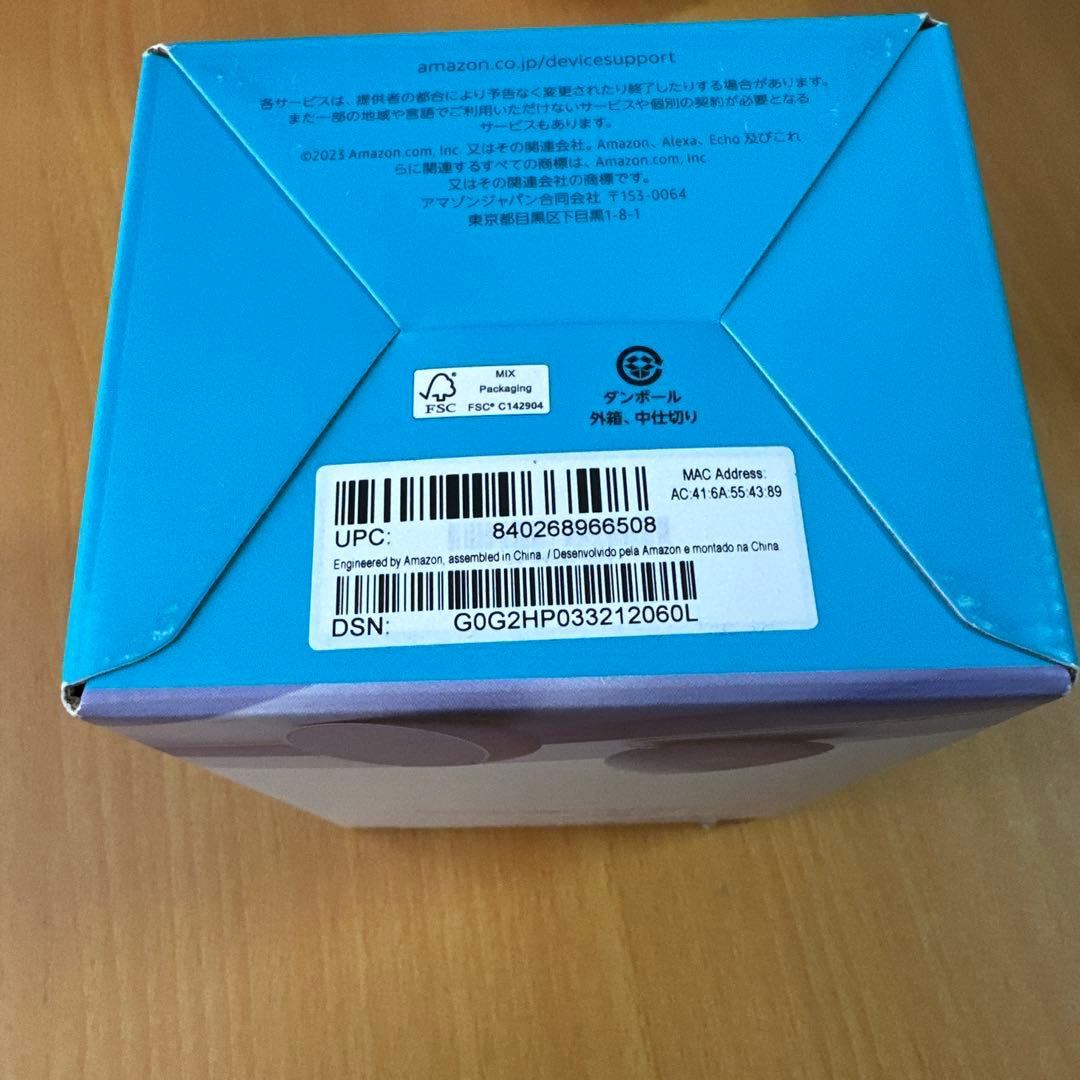 amazon.co.jp/devicesupport
各サービスは、提供者の都合により予告なく変更されたり終了したりする場合があります。
また一部の地域や言語でご利用いただけないサービスや個別の契約が必要となる
サービスもあります。
©2023 Amazon.com, Inc. 又はその関連会社。Amazon、Alexa、Echo 及びこれ
らに関連するすべての商標は、Amazon.com, Inc.
又はその関連会社の商標です。
アマゾンジャパン合同会社 〒153-0064
東京都目黒区下目黒1-8-1
MIX
Packaging
FSC FSC® C142904
ダンボール
外箱、中仕切り
MAC Address:
AC:41:6A:55:43:89
UPC: 840268966508
Engineered by Amazon, assembled in China. / Desenvolvido pela Amazon e montado na China.
DSN: G0G2HP033212060L